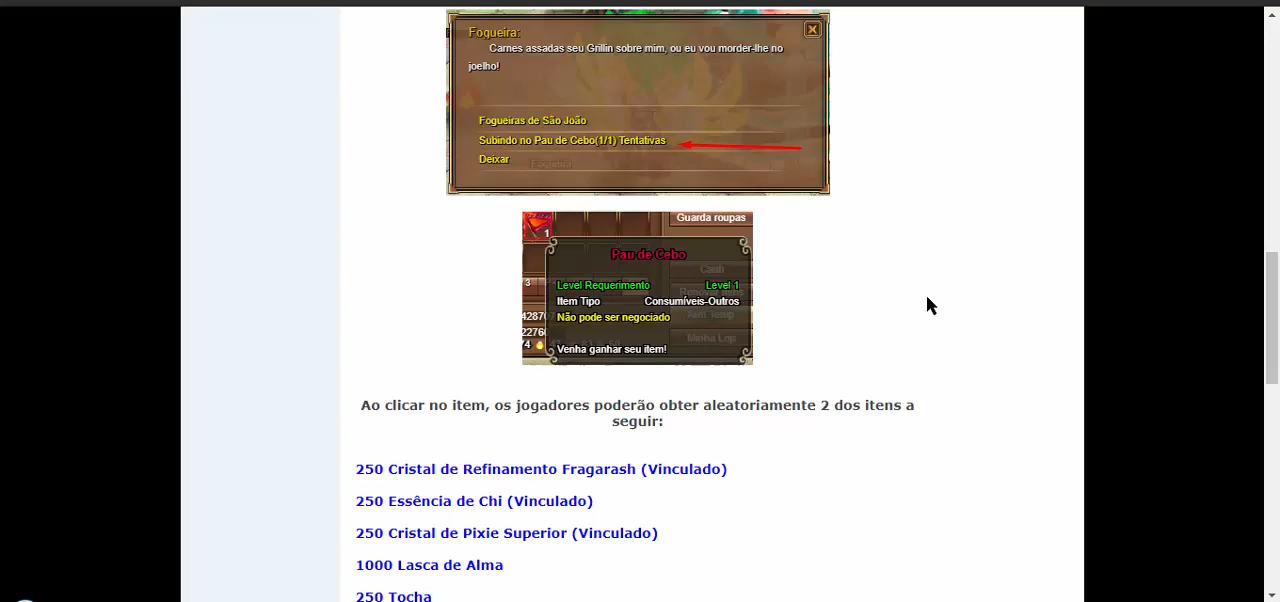 Fogueira:
Carnes assadas seu Grillin sobre mim, ou eu vou morder-lhe no
joelho!
Fogueiras de São João
Subindo no Pau de Cebo(1/1) Tentativas
Deixar
Guarda roupas
1
Pau de Cebo
Cash
Level Requerimento Level 1
3
Item Tipo Consumíveis-Outros
Não pode ser negociado
Venha ganhar seu item!
Ao clicar no item, os jogadores poderão obter aleatoriamente 2 dos itens a
seguir:
250 Cristal de Refinamento Fragarash (Vinculado)
250 Essência de Chi (Vinculado)
250 Cristal de Pixie Superior (Vinculado)
1000 Lasca de Alma
250 Tocha